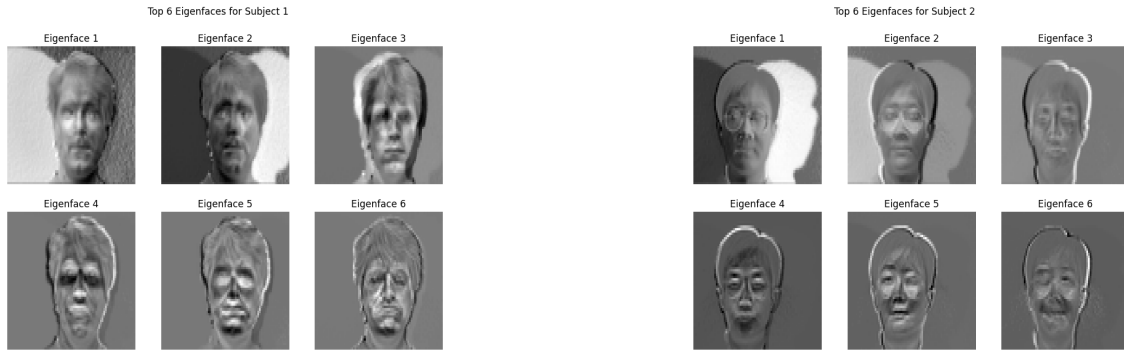 Top 6 Eigenfaces for Subject 1
Eigenface 1
Eigenface 2
Eigenface 3
Eigenface 4
Eigenface 5
Eigenface 6
Top 6 Eigenfaces for Subject 2
Eigenface 1
Eigenface 2
Eigenface 3
Eigenface 4
Eigenface 5
Eigenface 6